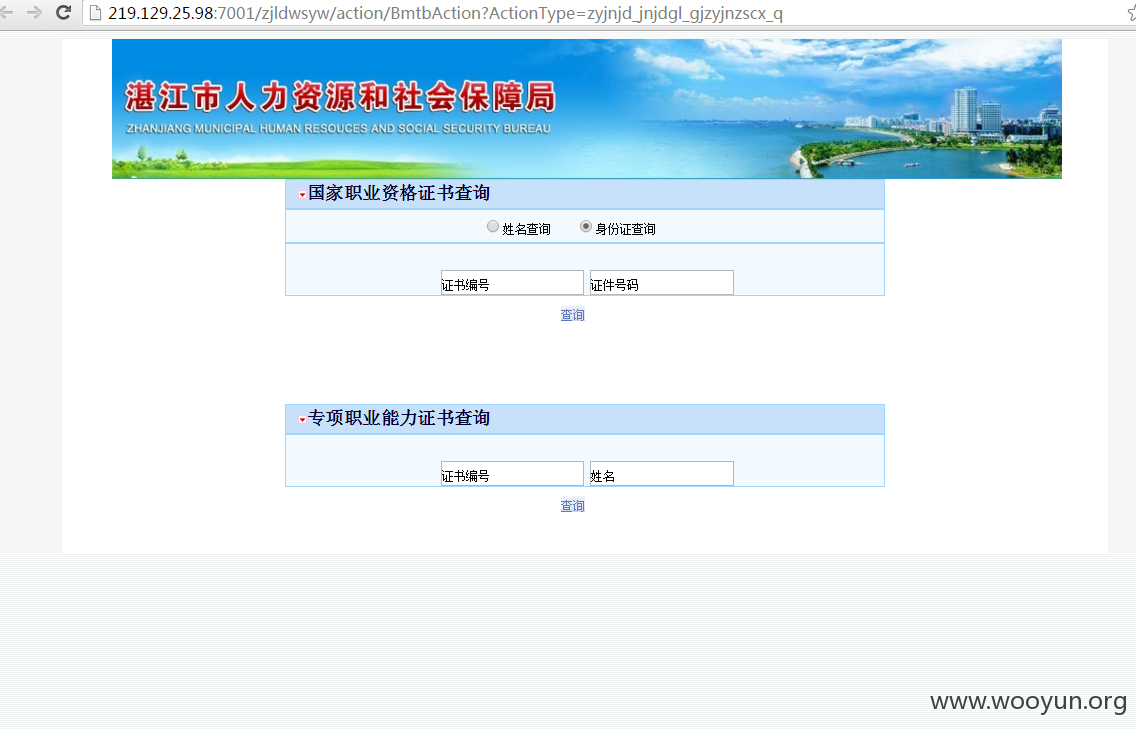 219.129.25.98:7001/zjldwsyw/action/BmtbAction?ActionType=zyjnjd_jnjdgl_gjzyjnzscx_q
湛江市人力资源和社会保障局
ZHANJIANG MUNICIPAL HUMAN RESOUCES AND SOCIAL SECURITY BUREAU
国家职业资格证书查询
姓名查询 身份证查询
证书编号 证件号码
查询
专项职业能力证书查询
证书编号 姓名
查询
www.wooyun.org